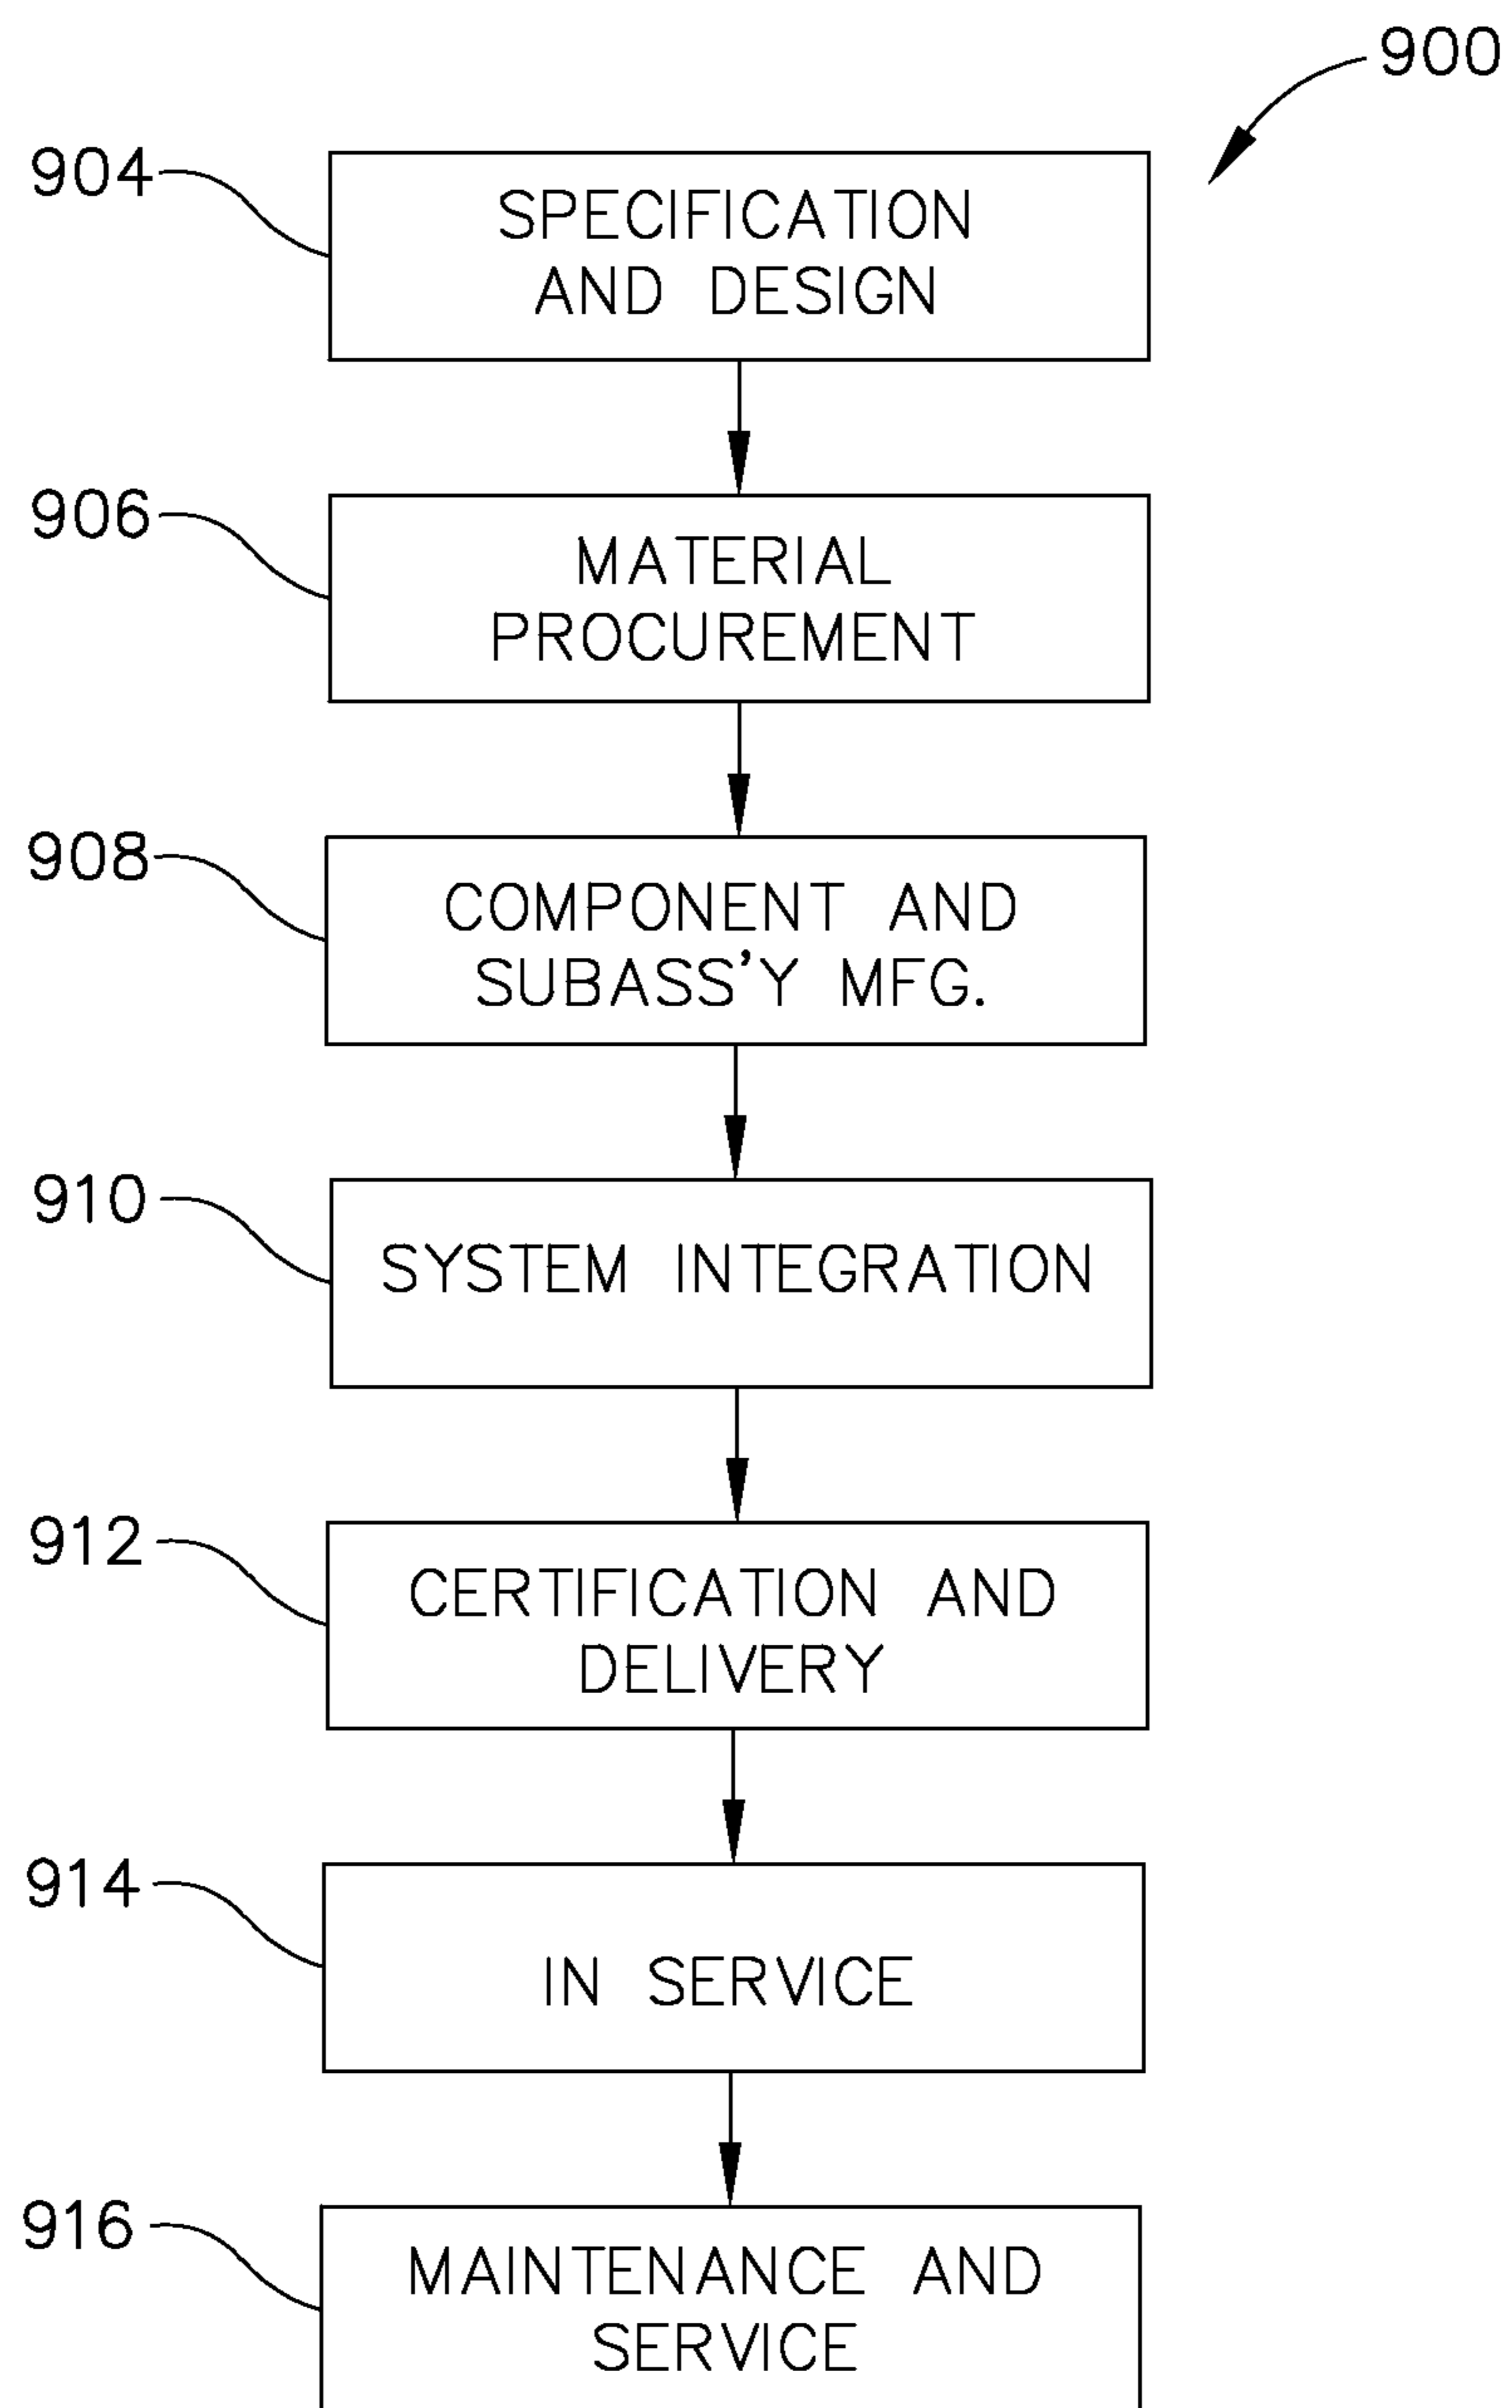 900
904
SPECIFICATION
AND DESIGN
906
MATERIAL
PROCUREMENT
908
COMPONENT AND
SUBASS'Y MFG.
910
SYSTEM INTEGRATION
912
CERTIFICATION AND
DELIVERY
914
IN SERVICE
916
MAINTENANCE AND
SERVICE